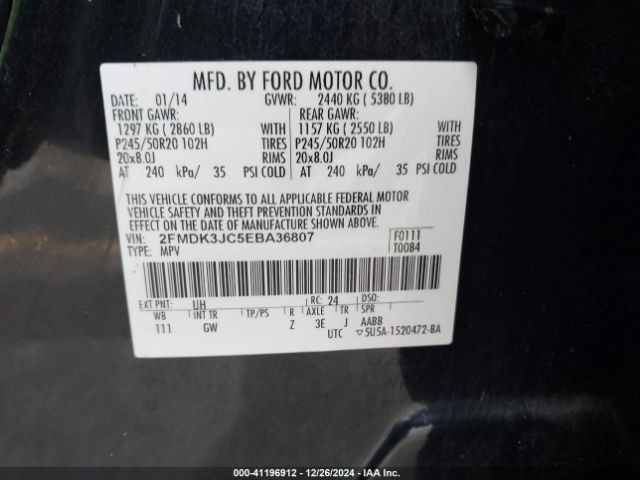 MFD. BY FORD MOTOR CO.
DATE: 01/14 GVWR: 2440 KG ( 5380 LB)
FRONT GAWR: REAR GAWR:
1297 KG ( 2860 LB) WITH 1157 KG ( 2550 LB) WITH
P245/50R20 102H TIRES P245/50R20 102H TIRES
20x8.0J RIMS 20x8.0J RIMS
AT 240 kPa/ 35 PSI COLD AT 240 kPa/ 35 PSI COLD
THIS VEHICLE CONFORMS TO ALL APPLICABLE FEDERAL MOTOR
VEHICLE SAFETY AND THEFT PREVENTION STANDARDS IN
EFFECT ON THE DATE OF MANUFACTURE SHOWN ABOVE.
VIN: 2FMDK3JC5EBA36807 F0111
TYPE: MPV T0084
EXT PNT: UH RC: 24 DSO:
WB INT TR TP/PS R AXLE TR SPR
111 GW Z 3E J AABB
UTC ▽5U5A-1520472-BA
000-41196912 - 12/26/2024 - IAA Inc.